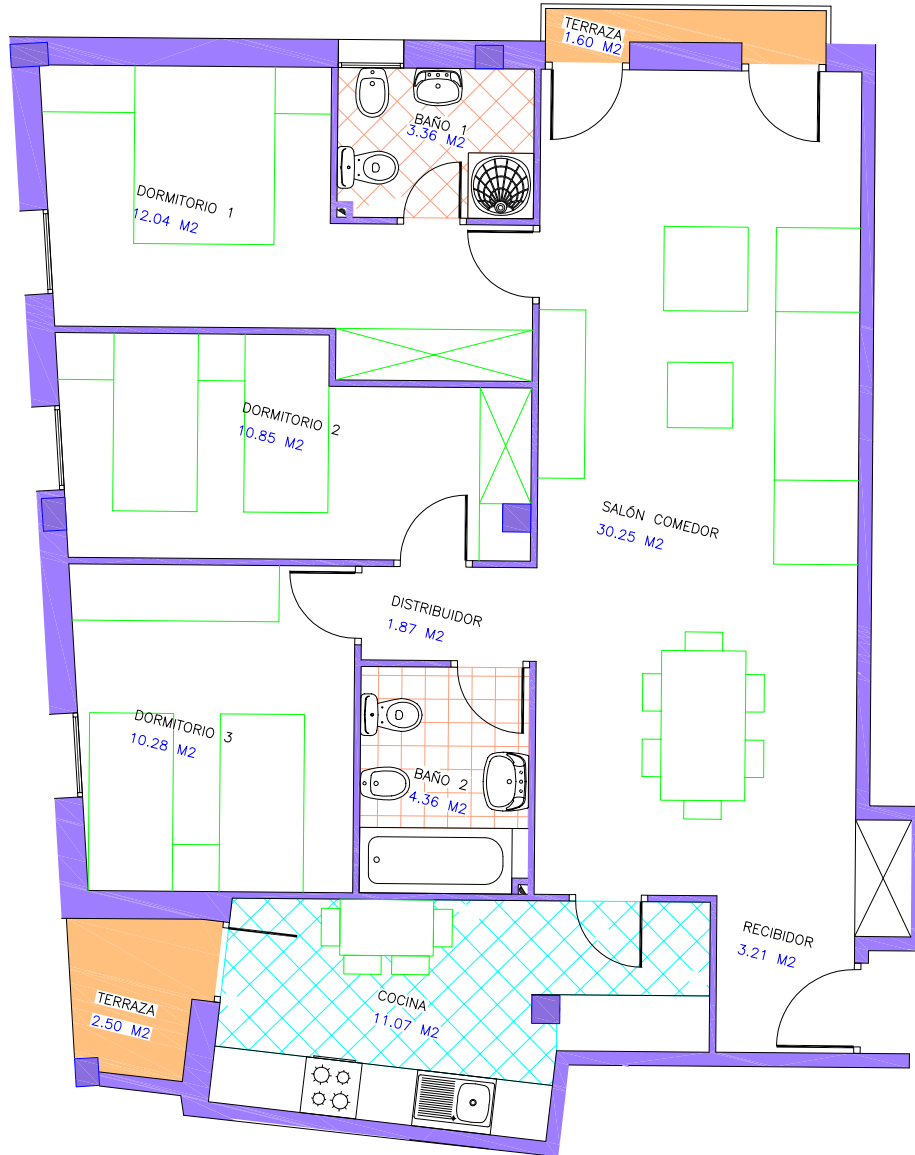 TERRAZA
1.60 M2
BAÑO 1
3.36 M2
DORMITORIO 1
12.04 M2
DORMITORIO 2
10.85 M2
SALÓN COMEDOR
30.25 M2
DISTRIBUIDOR
1.87 M2
DORMITORIO 3
10.28 M2
BAÑO 2
4.36 M2
RECIBIDOR
3.21 M2
TERRAZA
2.50 M2
COCINA
11.07 M2